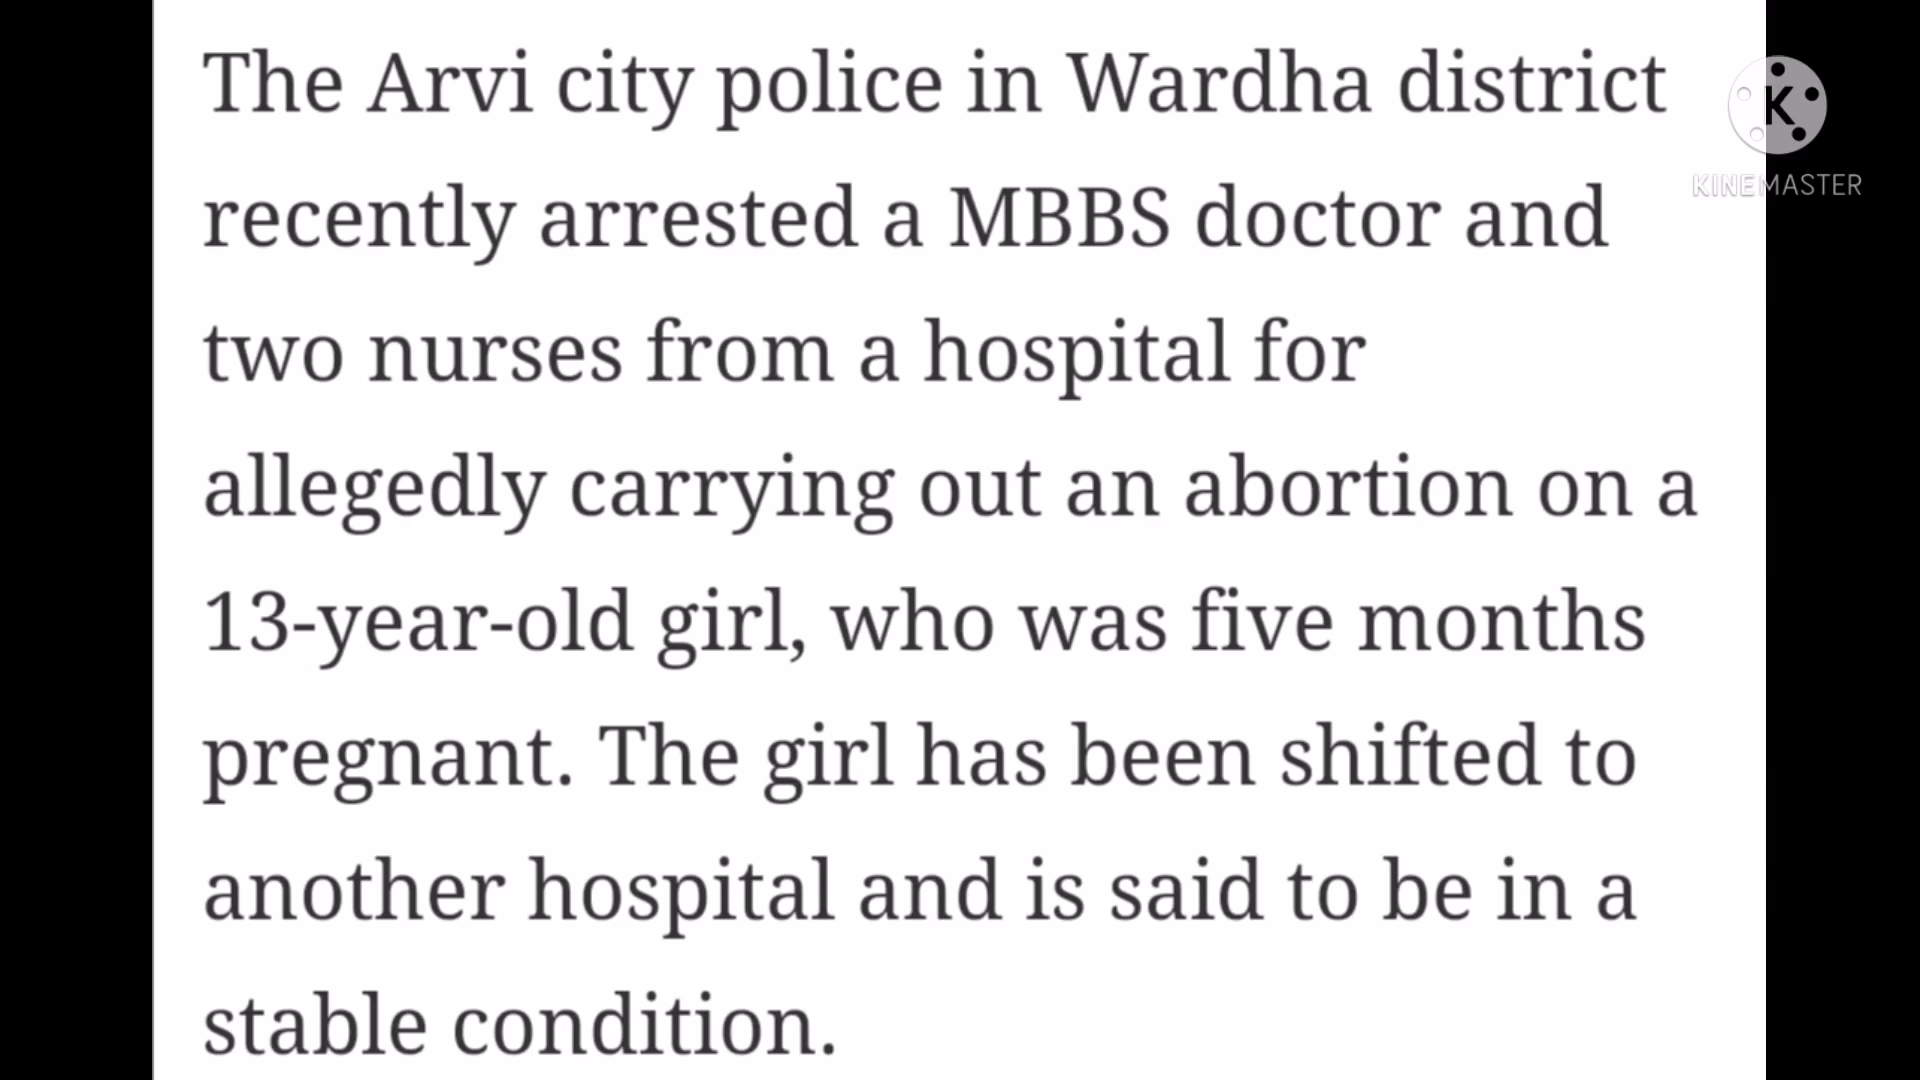 The Arvi city police in Wardha district
recently arrested a MBBS doctor and
two nurses from a hospital for
allegedly carrying out an abortion on a
13-year-old girl, who was five months
pregnant. The girl has been shifted to
another hospital and is said to be in a
stable condition.
K
KINEMASTER